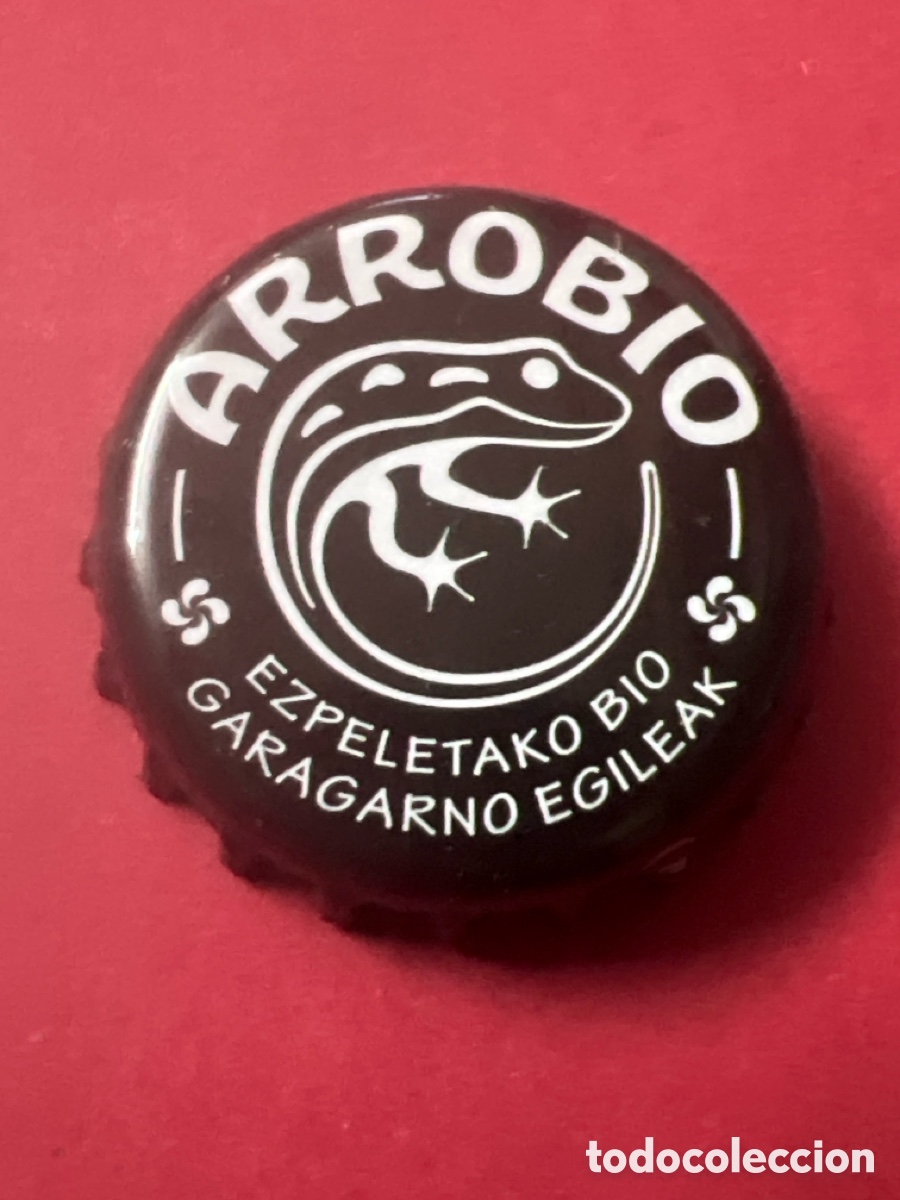 ARROBIO
EZPELETAKO BIO
GARAGARNO EGILEAK
todocoleccion